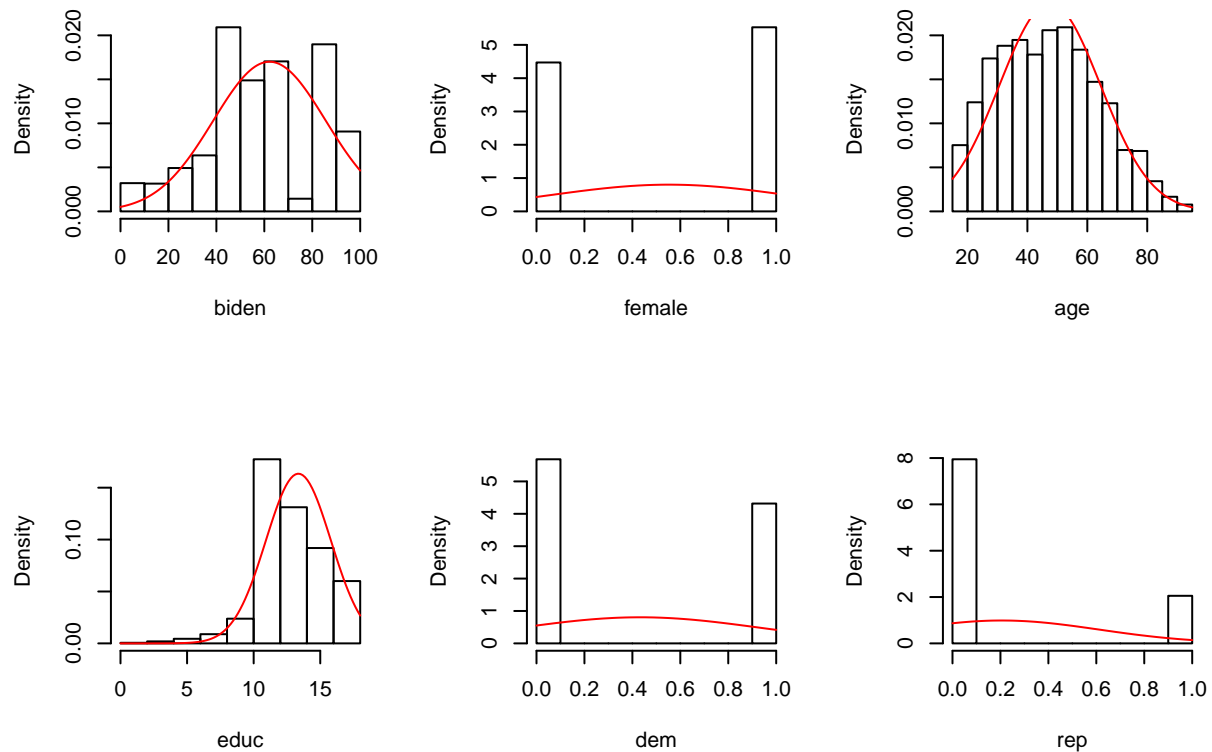 Density
0.000 0.010 0.020
0 20 40 60 80 100
biden
Density
0 1 2 3 4 5
0.0 0.2 0.4 0.6 0.8 1.0
female
Density
0.000 0.010 0.020
20 40 60 80
age
Density
0.00 0.10
0 5 10 15
educ
Density
0 1 2 3 4 5
0.0 0.2 0.4 0.6 0.8 1.0
dem
Density
0 2 4 6 8
0.0 0.2 0.4 0.6 0.8 1.0
rep